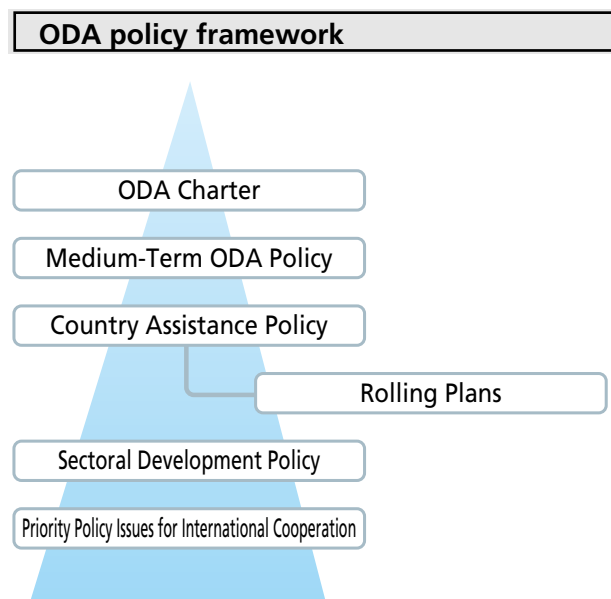 ODA policy framework
ODA Charter
Medium-Term ODA Policy
Country Assistance Policy
Rolling Plans
Sectoral Development Policy
Priority Policy Issues for International Cooperation